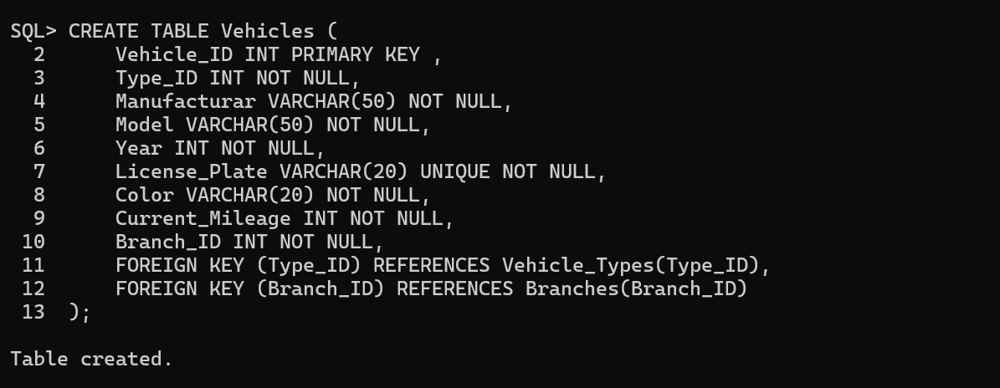 SQL> CREATE TABLE Vehicles (
  2      Vehicle_ID INT PRIMARY KEY ,
  3      Type_ID INT NOT NULL,
  4      Manufacturar VARCHAR(50) NOT NULL,
  5      Model VARCHAR(50) NOT NULL,
  6      Year INT NOT NULL,
  7      License_Plate VARCHAR(20) UNIQUE NOT NULL,
  8      Color VARCHAR(20) NOT NULL,
  9      Current_Mileage INT NOT NULL,
 10      Branch_ID INT NOT NULL,
 11      FOREIGN KEY (Type_ID) REFERENCES Vehicle_Types(Type_ID),
 12      FOREIGN KEY (Branch_ID) REFERENCES Branches(Branch_ID)
 13  );
Table created.